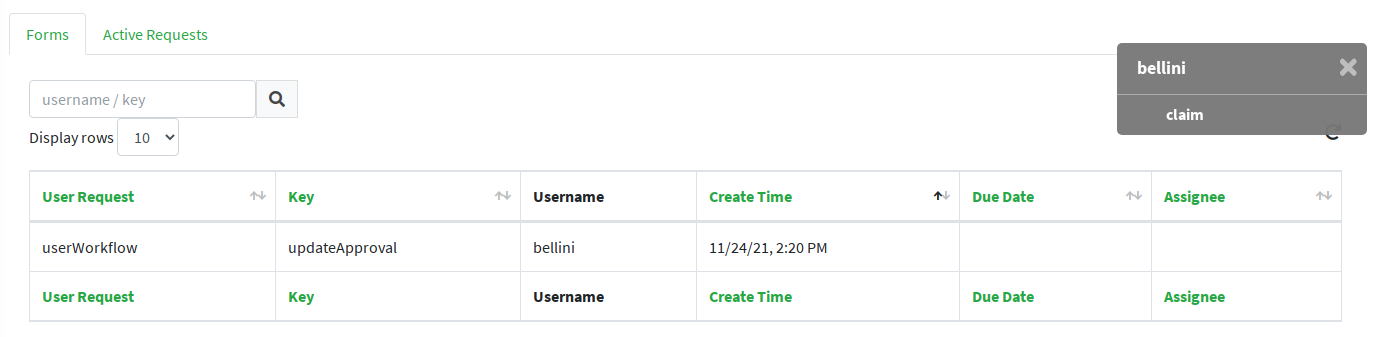 Forms Active Requests
bellini
claim
username / key
Display rows 10
User Request Key Username Create Time Due Date Assignee
userWorkflow updateApproval bellini 11/24/21, 2:20 PM
User Request Key Username Create Time Due Date Assignee